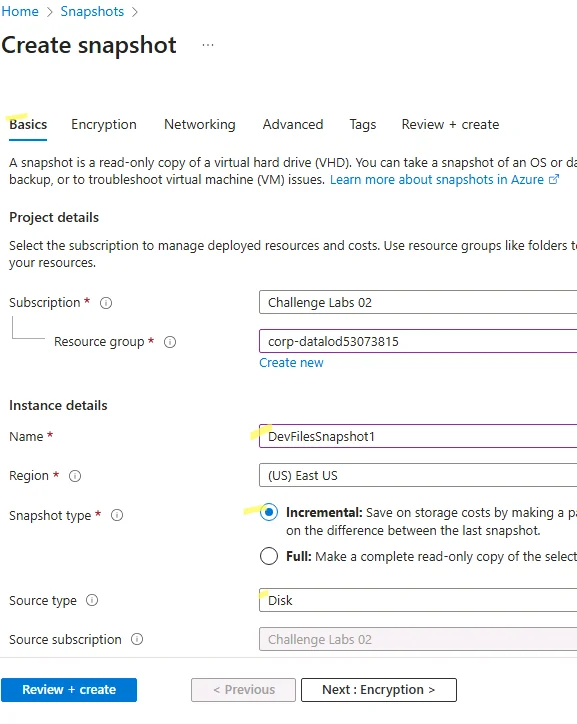 Home > Snapshots >
Create snapshot ...
Basics Encryption Networking Advanced Tags Review + create
A snapshot is a read-only copy of a virtual hard drive (VHD). You can take a snapshot of an OS or
backup, or to troubleshoot virtual machine (VM) issues. Learn more about snapshots in Azure
Project details
Select the subscription to manage deployed resources and costs. Use resource groups like folders
your resources.
Subscription * Challenge Labs 02
Resource group * corp-datalod53073815
Create new
Instance details
Name * DevFilesSnapshot1
Region * (US) East US
Snapshot type * Incremental: Save on storage costs by making a
on the difference between the last snapshot.
Full: Make a complete read-only copy of the
Source type Disk
Source subscription Challenge Labs 02
Review + create < Previous Next : Encryption >